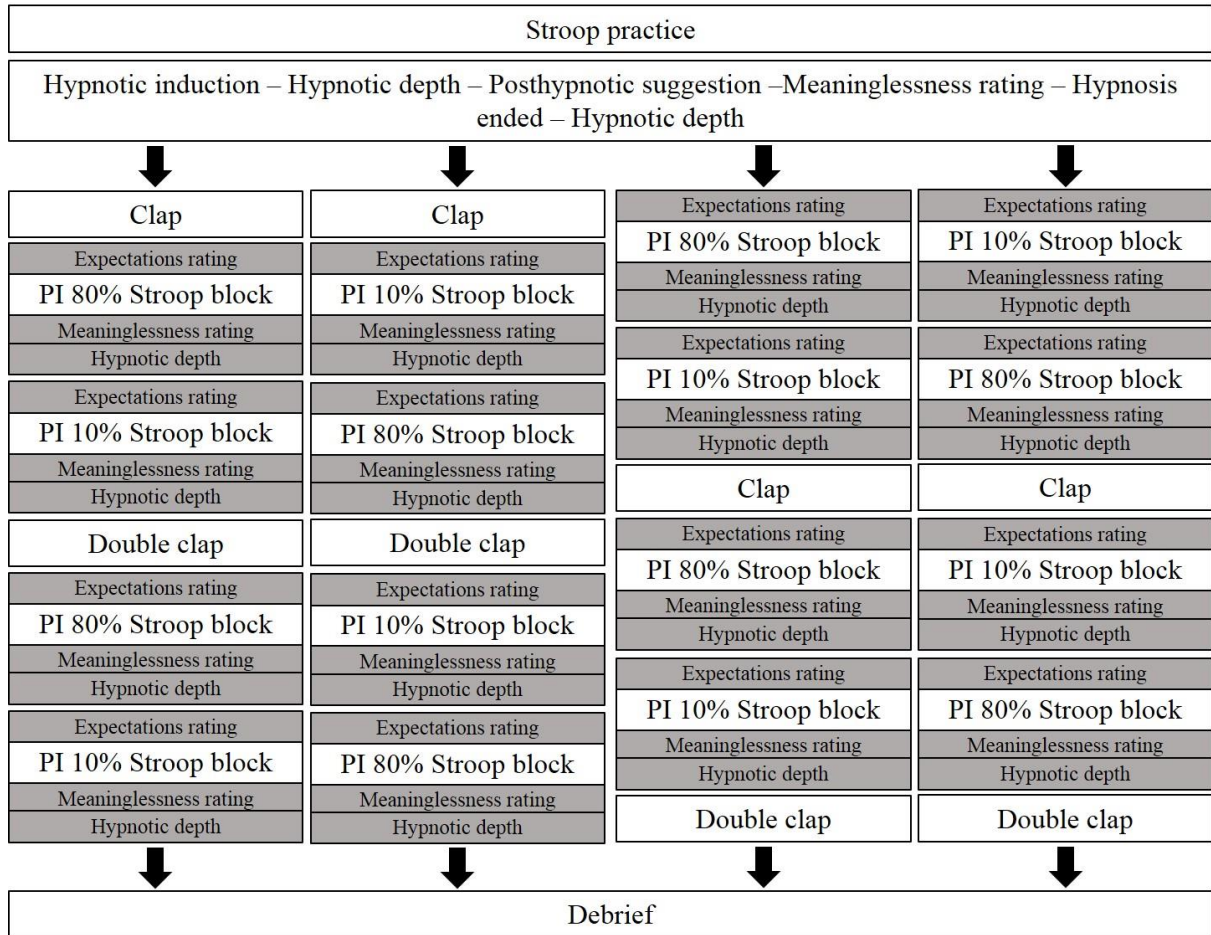 Stroop practice
Hypnotic induction – Hypnotic depth – Posthypnotic suggestion –Meaninglessness rating – Hypnosis
ended – Hypnotic depth
Clap
Expectations rating
PI 80% Stroop block
Meaninglessness rating
Hypnotic depth
Expectations rating
PI 10% Stroop block
Meaninglessness rating
Hypnotic depth
Double clap
Expectations rating
PI 80% Stroop block
Meaninglessness rating
Hypnotic depth
Expectations rating
PI 10% Stroop block
Meaninglessness rating
Hypnotic depth
Clap
Expectations rating
PI 10% Stroop block
Meaninglessness rating
Hypnotic depth
Expectations rating
PI 80% Stroop block
Meaninglessness rating
Hypnotic depth
Double clap
Expectations rating
PI 10% Stroop block
Meaninglessness rating
Hypnotic depth
Expectations rating
PI 80% Stroop block
Meaninglessness rating
Hypnotic depth
Expectations rating
PI 80% Stroop block
Meaninglessness rating
Hypnotic depth
Expectations rating
PI 10% Stroop block
Meaninglessness rating
Hypnotic depth
Clap
Expectations rating
PI 80% Stroop block
Meaninglessness rating
Hypnotic depth
Expectations rating
PI 10% Stroop block
Meaninglessness rating
Hypnotic depth
Double clap
Expectations rating
PI 10% Stroop block
Meaninglessness rating
Hypnotic depth
Expectations rating
PI 80% Stroop block
Meaninglessness rating
Hypnotic depth
Clap
Expectations rating
PI 10% Stroop block
Meaninglessness rating
Hypnotic depth
Expectations rating
PI 80% Stroop block
Meaninglessness rating
Hypnotic depth
Double clap
Debrief